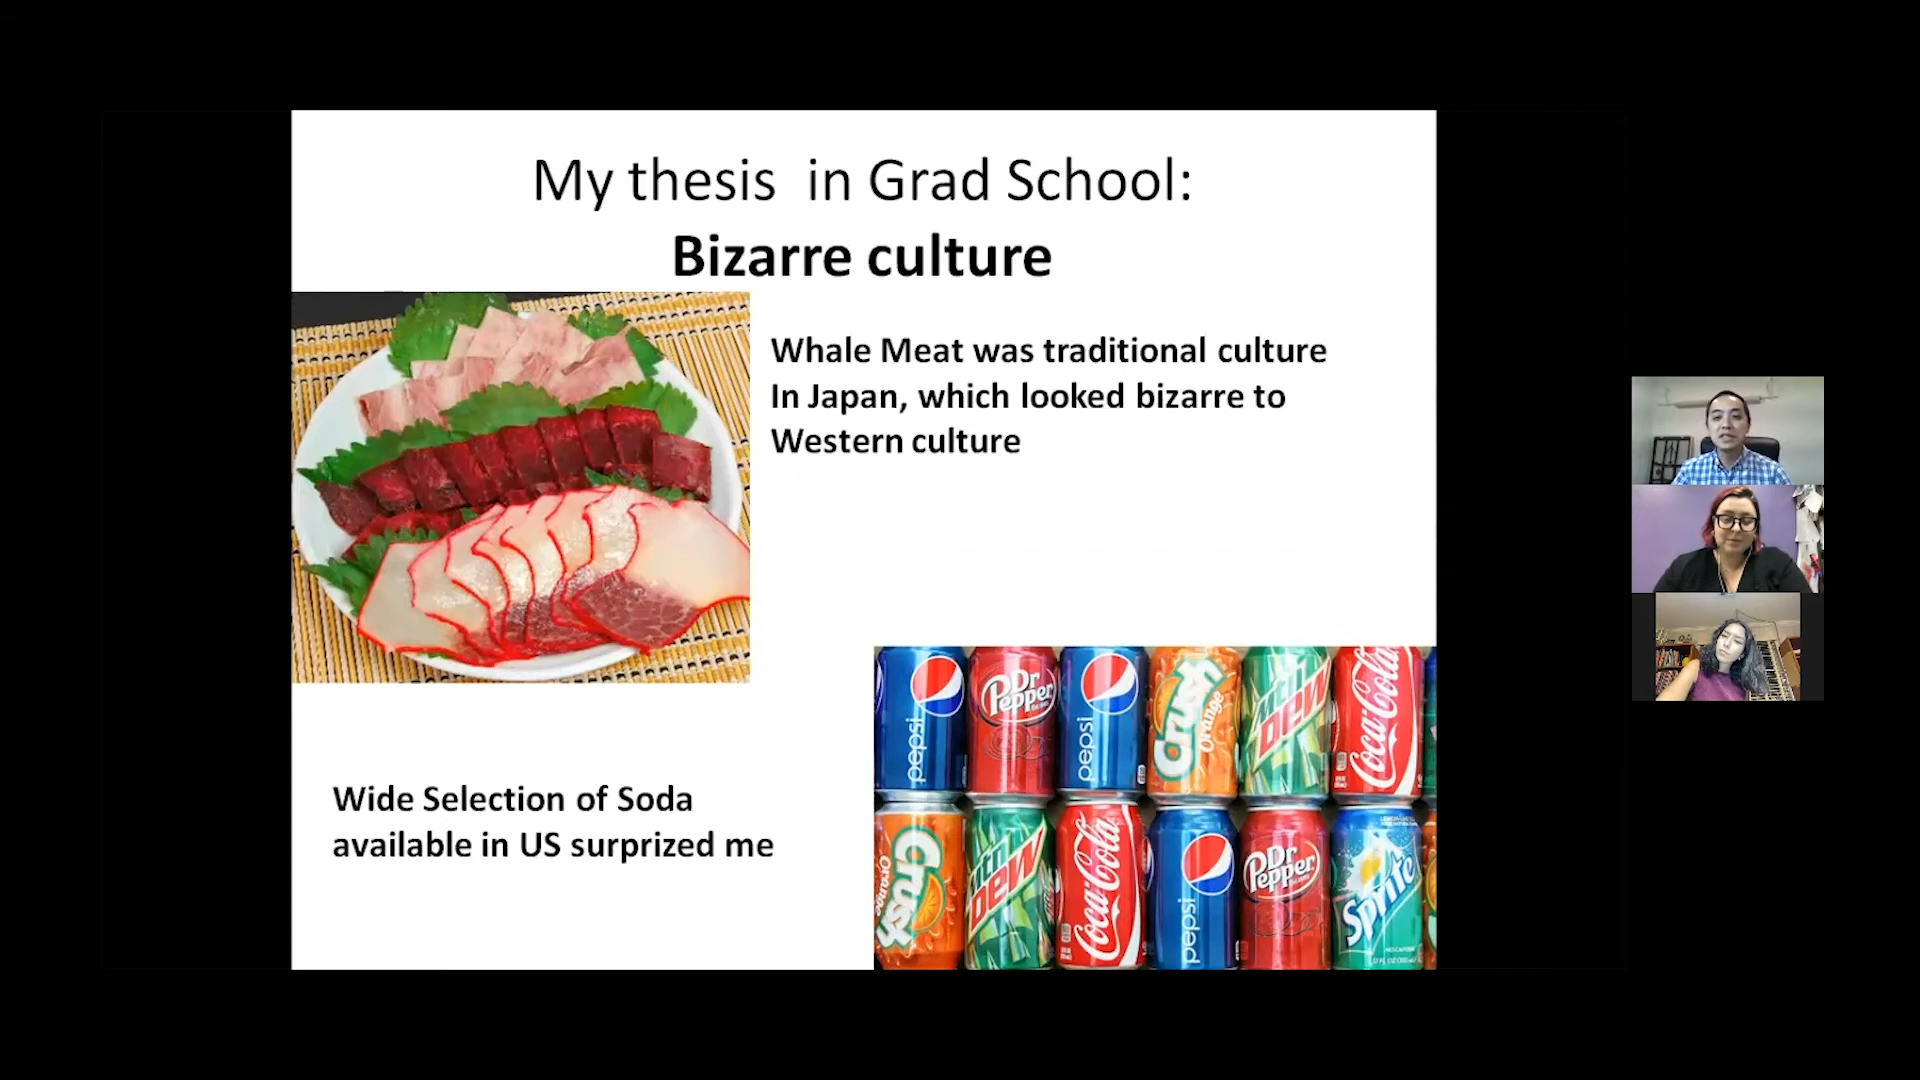 My thesis in Grad School:
Bizarre culture
Whale Meat was traditional culture
In Japan, which looked bizarre to
Western culture
Wide Selection of Soda
available in US surprized me
pepsi
Dr Pepper
pepsi
Crush Orange
Mtn DEW
Coca-Cola
Crush Orange
Mtn DEW
Coca-Cola
pepsi
Dr Pepper
Sprite